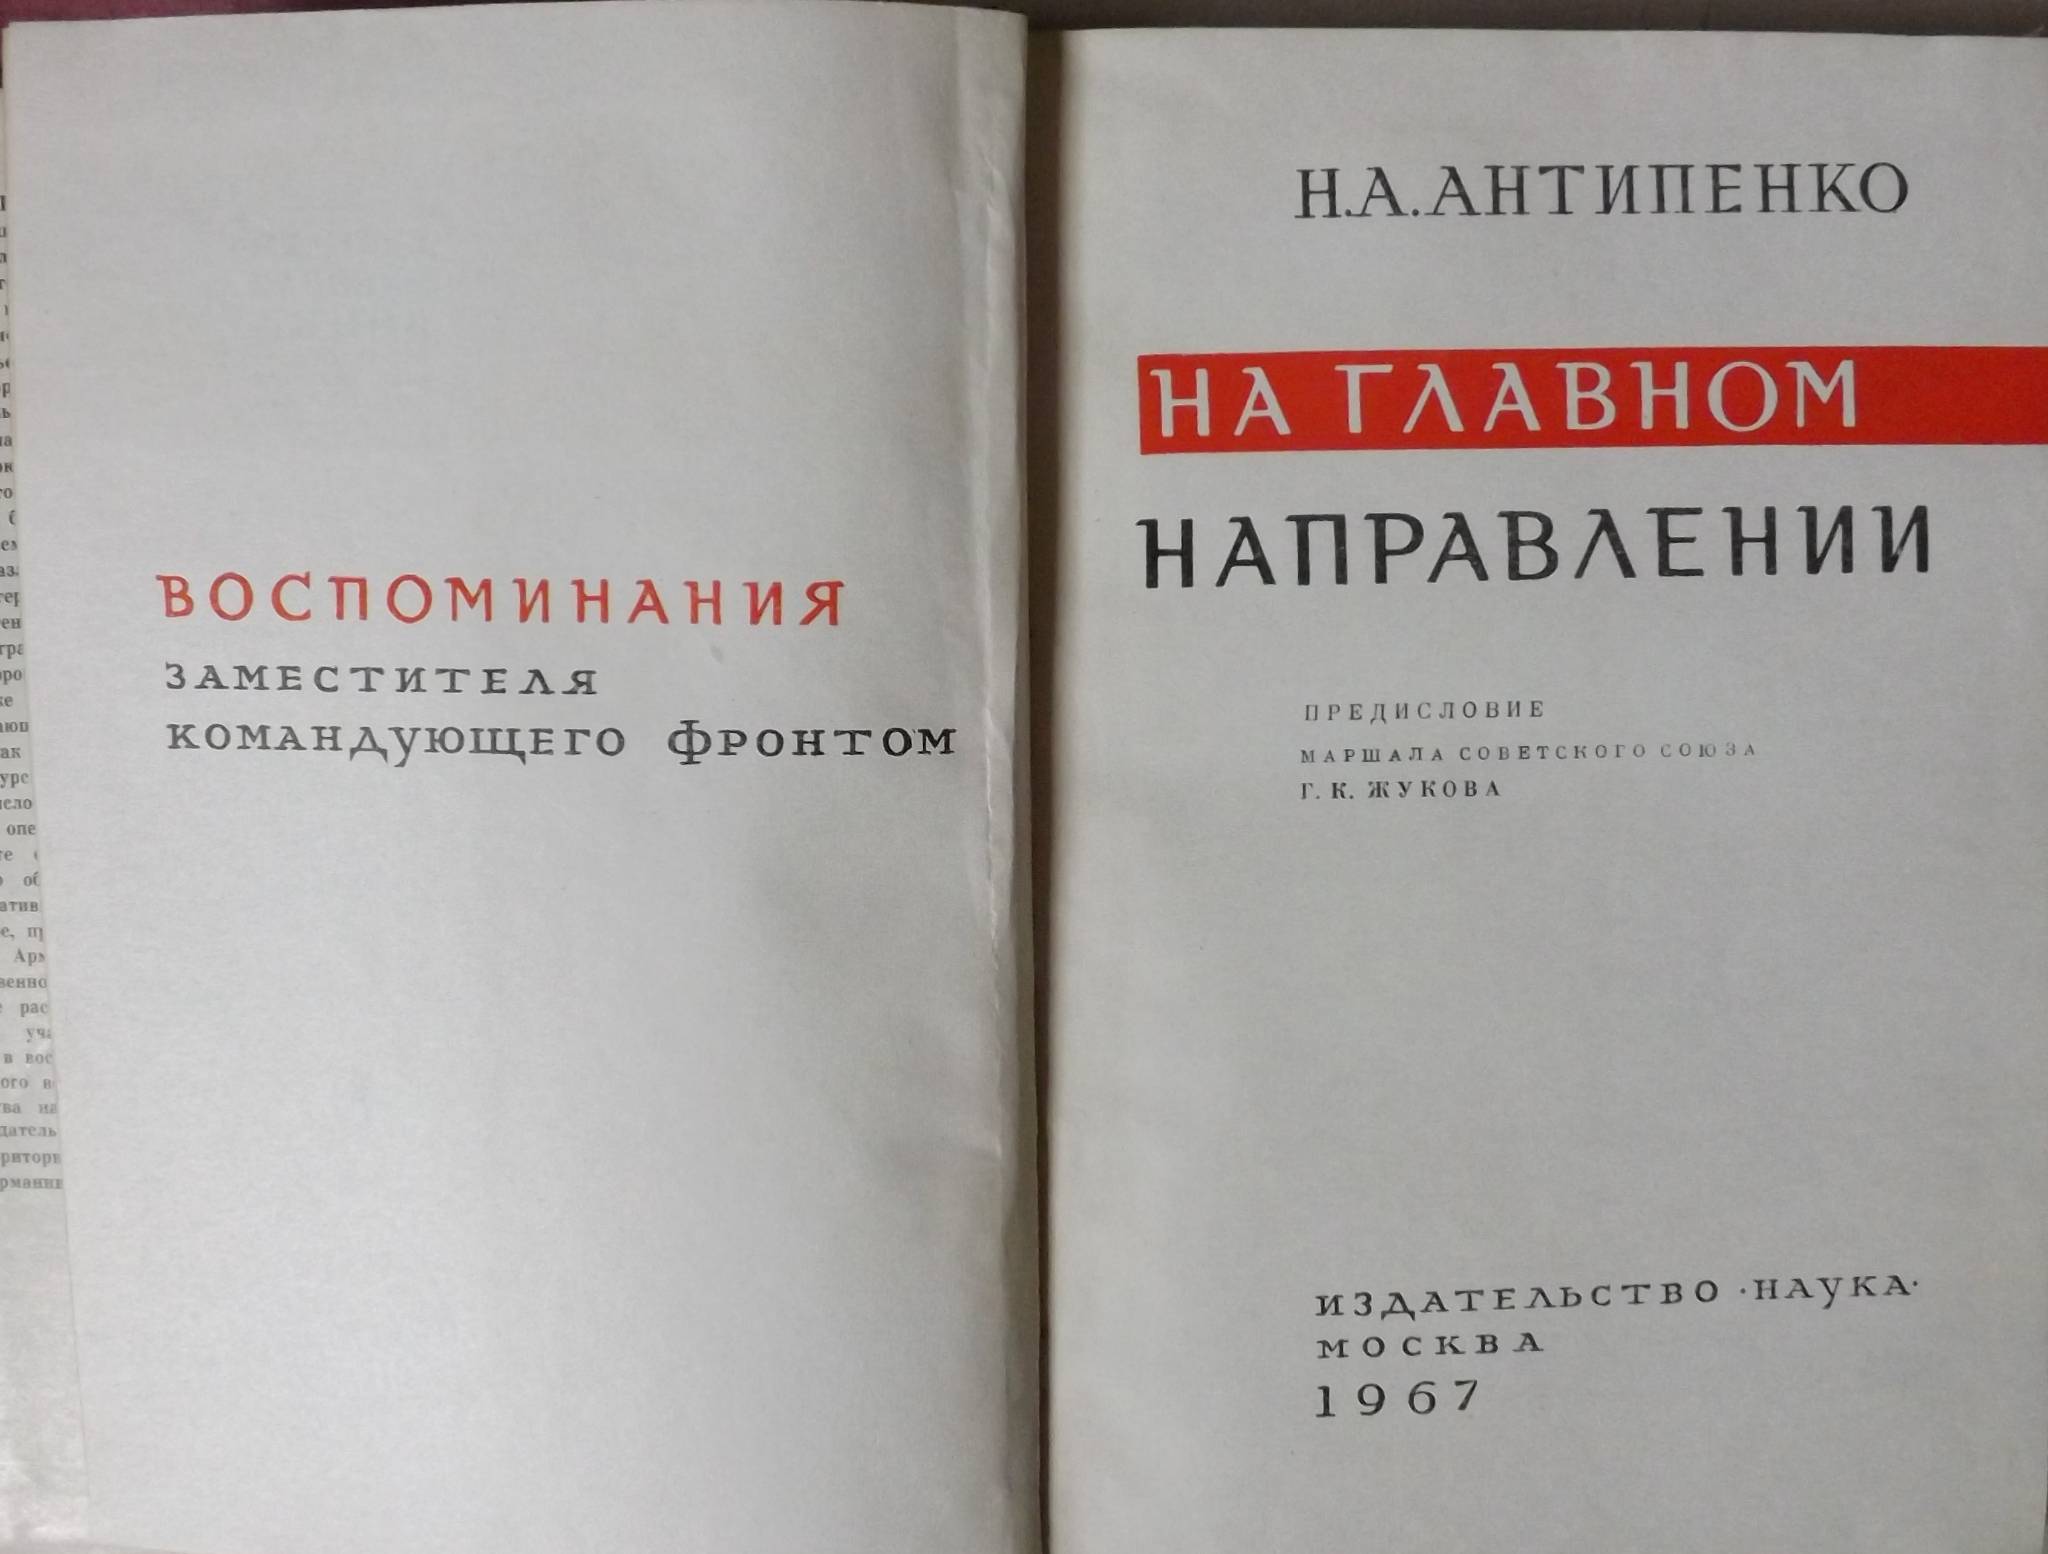 ВОСПОМИНАНИЯ
ЗАМЕСТИТЕЛЯ
КОМАНДУЮЩЕГО ФРОНТОМ
Н.А.АНТИПЕНКО
НА ГЛАВНОМ
НАПРАВЛЕНИИ
ПРЕДИСЛОВИЕ
МАРШАЛА СОВЕТСКОГО СОЮЗА
Г. К. ЖУКОВА
ИЗДАТЕЛЬСТВО ·НАУКА·
МОСКВА
1967